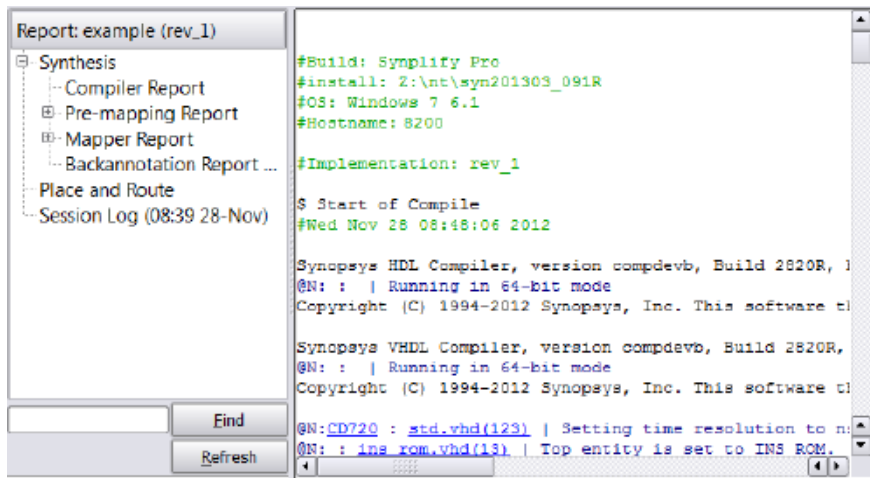 Report: example (rev_1)
Synthesis
Compiler Report
Pre-mapping Report
Mapper Report
Backannotation Report ...
Place and Route
Session Log (08:39 28-Nov)
Find
Refresh
#Build: Synplify Pro
#install: Z:\nt\syn201303_091R
#OS: Windows 7 6.1
#Hostname: 8200
#Implementation: rev_1
$ Start of Compile
#Wed Nov 28 08:48:06 2012
Synopsys HDL Compiler, version compdevb, Build 2820R,
@N: : | Running in 64-bit mode
Copyright (C) 1994-2012 Synopsys, Inc. This software
Synopsys VHDL Compiler, version compdevb, Build 2820R,
@N: : | Running in 64-bit mode
Copyright (C) 1994-2012 Synopsys, Inc. This software
@N:CD720 : std.vhd(123) | Setting time resolution to
@N: : ins_rom.vhd(13) | Top entity is set to INS_ROM.